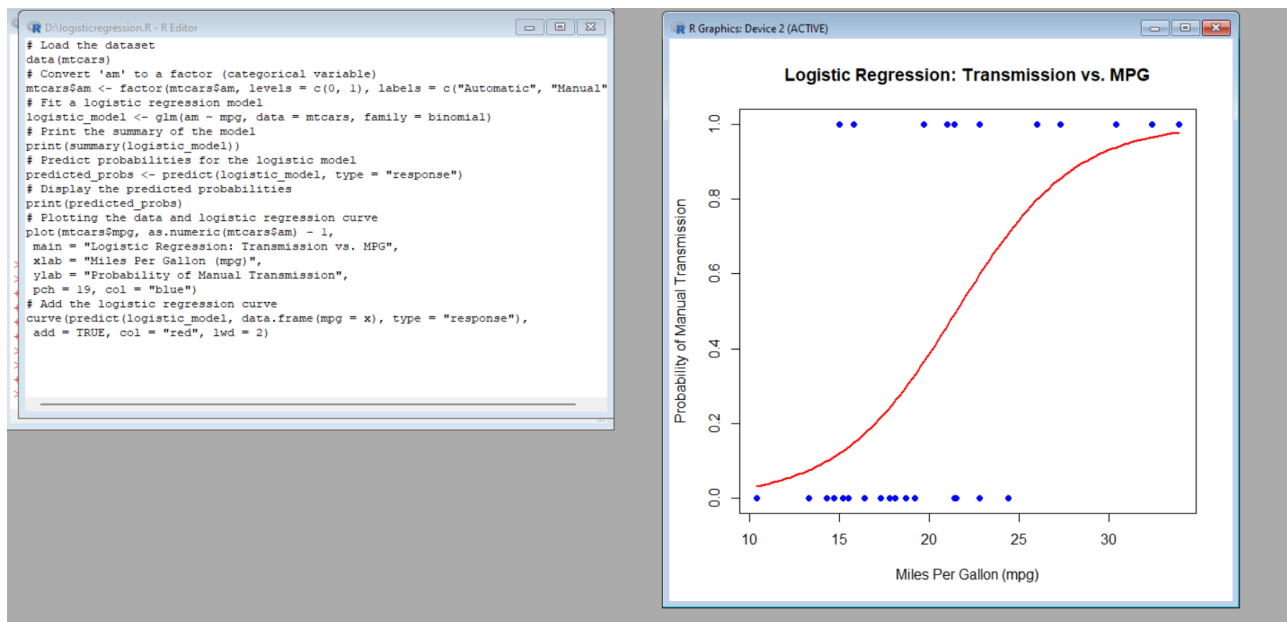 D:\logisticregression.R - R Editor
# Load the dataset
data(mtcars)
# Convert 'am' to a factor (categorical variable)
mtcars$am <- factor(mtcars$am, levels = c(0, 1), labels = c("Automatic", "Manual"
# Fit a logistic regression model
logistic_model <- glm(am ~ mpg, data = mtcars, family = binomial)
# Print the summary of the model
print(summary(logistic_model))
# Predict probabilities for the logistic model
predicted_probs <- predict(logistic_model, type = "response")
# Display the predicted probabilities
print(predicted_probs)
# Plotting the data and logistic regression curve
plot(mtcars$mpg, as.numeric(mtcars$am) - 1,
main = "Logistic Regression: Transmission vs. MPG",
xlab = "Miles Per Gallon (mpg)",
ylab = "Probability of Manual Transmission",
pch = 19, col = "blue")
# Add the logistic regression curve
curve(predict(logistic_model, data.frame(mpg = x), type = "response"),
add = TRUE, col = "red", lwd = 2)
R Graphics: Device 2 (ACTIVE)
Logistic Regression: Transmission vs. MPG
Probability of Manual Transmission
1.0
0.8
0.6
0.4
0.2
0.0
10 15 20 25 30
Miles Per Gallon (mpg)